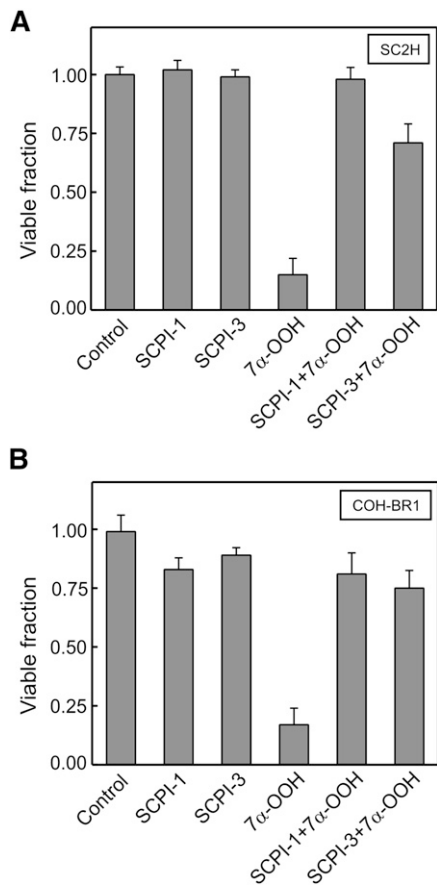 A
SC2H
Viable fraction
1.00
0.75
0.50
0.25
0.00
Control
SCPI-1
SCPI-3
7α-OOH
SCPI-1+7α-OOH
SCPI-3+7α-OOH
B
COH-BR1
Viable fraction
1.00
0.75
0.50
0.25
0.00
Control
SCPI-1
SCPI-3
7α-OOH
SCPI-1+7α-OOH
SCPI-3+7α-OOH